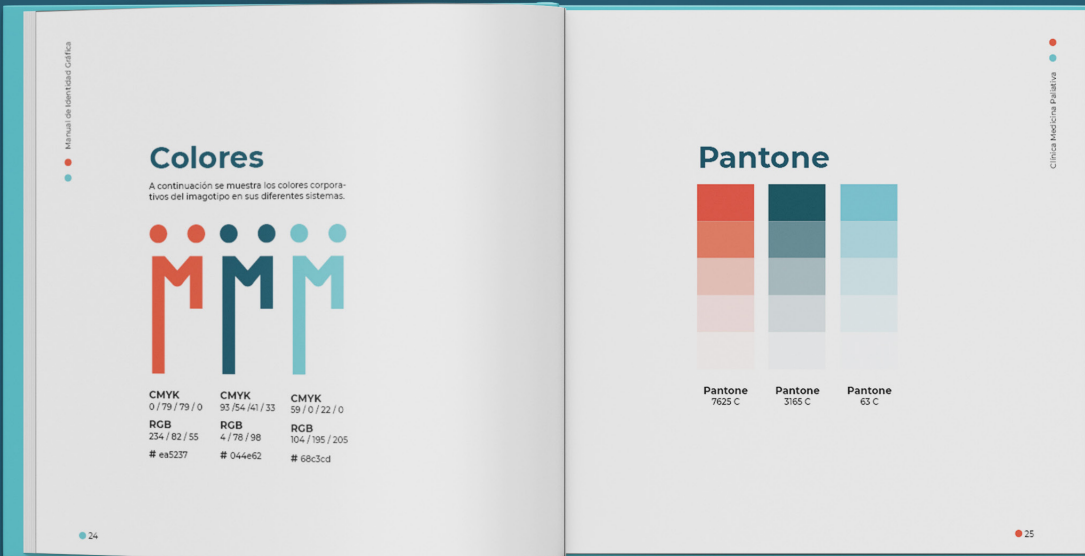 Manual de Identidad Gráfica
Colores
A continuación se muestra los colores corpora-
tivos del imagotipo en sus diferentes sistemas.
CMYK
0 / 79 / 79 / 0
RGB
234 / 82 / 55
# ea5237
CMYK
93 /54 /41 / 33
RGB
4 / 78 / 98
# 044e62
CMYK
59 / 0 / 22 / 0
RGB
104 / 195 / 205
# 68c3cd
24
Clínica Medicina Paliativa
Pantone
Pantone
7625 C
Pantone
3165 C
Pantone
63 C
25